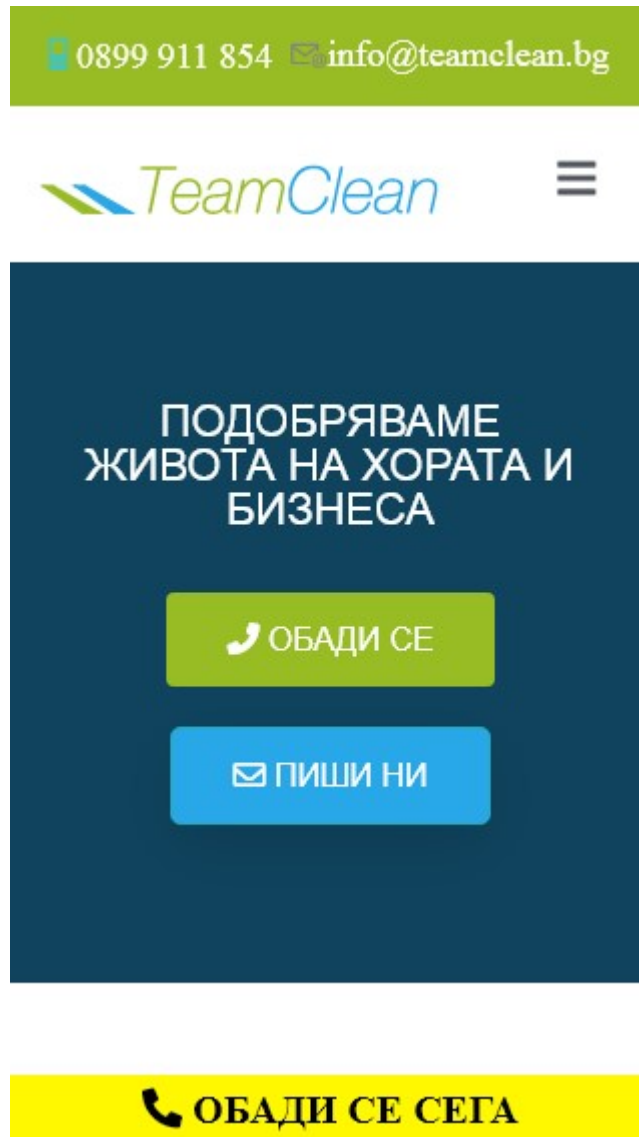 0899 911 854 info@teamclean.bg
TeamClean
ПОДОБРЯВАМЕ
ЖИВОТА НА ХОРАТА И
БИЗНЕСА
ОБАДИ СЕ
ПИШИ НИ
ОБАДИ СЕ СЕГА